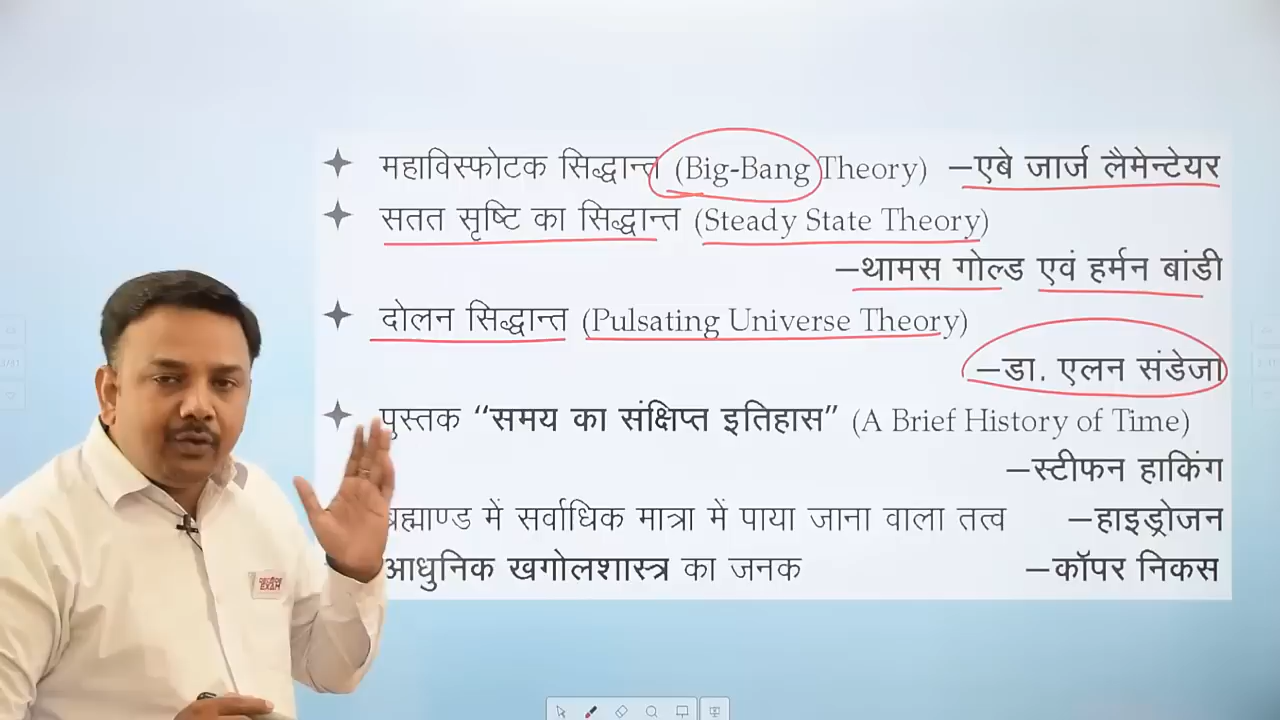 महाविस्फोटक सिद्धान्त (Big-Bang Theory) –एबे जार्ज लैमेन्टेयर
सतत सृष्टि का सिद्धान्त (Steady State Theory)
–थामस गोल्ड एवं हर्मन बांडी
दोलन सिद्धान्त (Pulsating Universe Theory)
–डा. एलन संडेजा
पुस्तक “समय का संक्षिप्त इतिहास” (A Brief History of Time)
–स्टीफन हाकिंग
ब्रह्माण्ड में सर्वाधिक मात्रा में पाया जाना वाला तत्व –हाइड्रोजन
आधुनिक खगोलशास्त्र का जनक –कॉपर निकस
EXAM